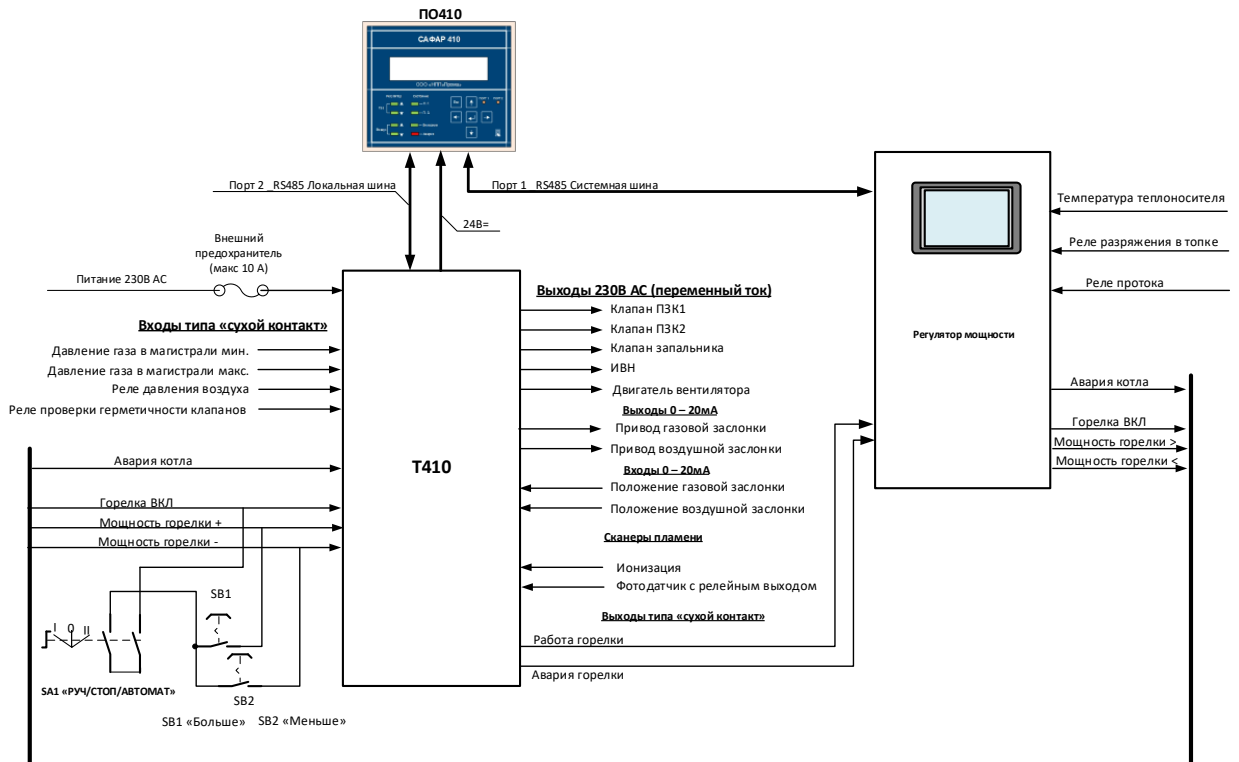 ПО410
САФАР 410
Порт 2 _RS485 Локальная шина
Порт 1 _RS485 Системная шина
24В=
Внешний
предохранитель
(макс 10 А)
Питание 230В АС
Входы типа «сухой контакт»
Давление газа в магистрали мин.
Давление газа в магистрали макс.
Реле давления воздуха
Реле проверки герметичности клапанов
Авария котла
Горелка ВКЛ
Мощность горелки +
Мощность горелки -
Т410
Выходы 230В АС (переменный ток)
Клапан ПЗК1
Клапан ПЗК2
Клапан запальника
ИВН
Двигатель вентилятора
Выходы 0 – 20мА
Привод газовой заслонки
Привод воздушной заслонки
Входы 0 – 20мА
Положение газовой заслонки
Положение воздушной заслонки
Сканеры пламени
Ионизация
Фотодатчик с релейным выходом
Выходы типа «сухой контакт»
Работа горелки
Авария горелки
Регулятор мощности
Температура теплоносителя
Реле разряжения в топке
Реле протока
Авария котла
Горелка ВКЛ
Мощность горелки >
Мощность горелки <
SB1
I 0 II
SA1 «РУЧ/СТОП/АВТОМАТ»
SB2
SB1 «Больше» SB2 «Меньше»